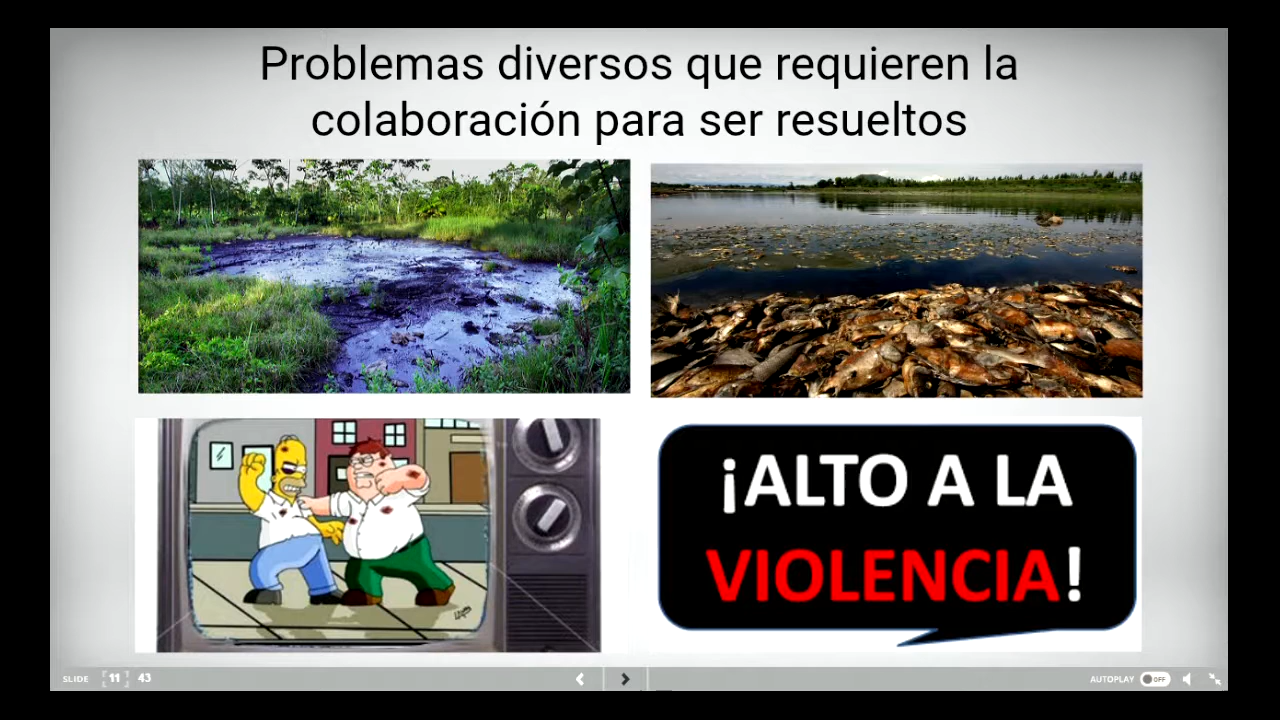 Problemas diversos que requieren la
colaboración para ser resueltos
¡ALTO A LA
VIOLENCIA!
SLIDE 11 43
AUTOPLAY OFF